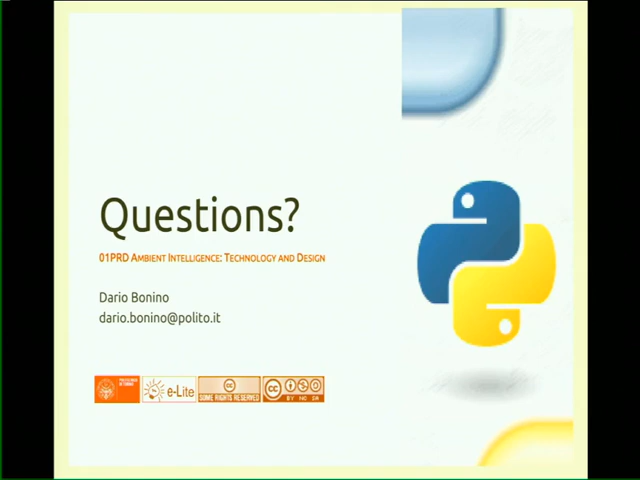 Questions?
01PRD Ambient Intelligence: Technology and Design
Dario Bonino
dario.bonino@polito.it
e-Lite
SOME RIGHTS RESERVED
BY NC SA